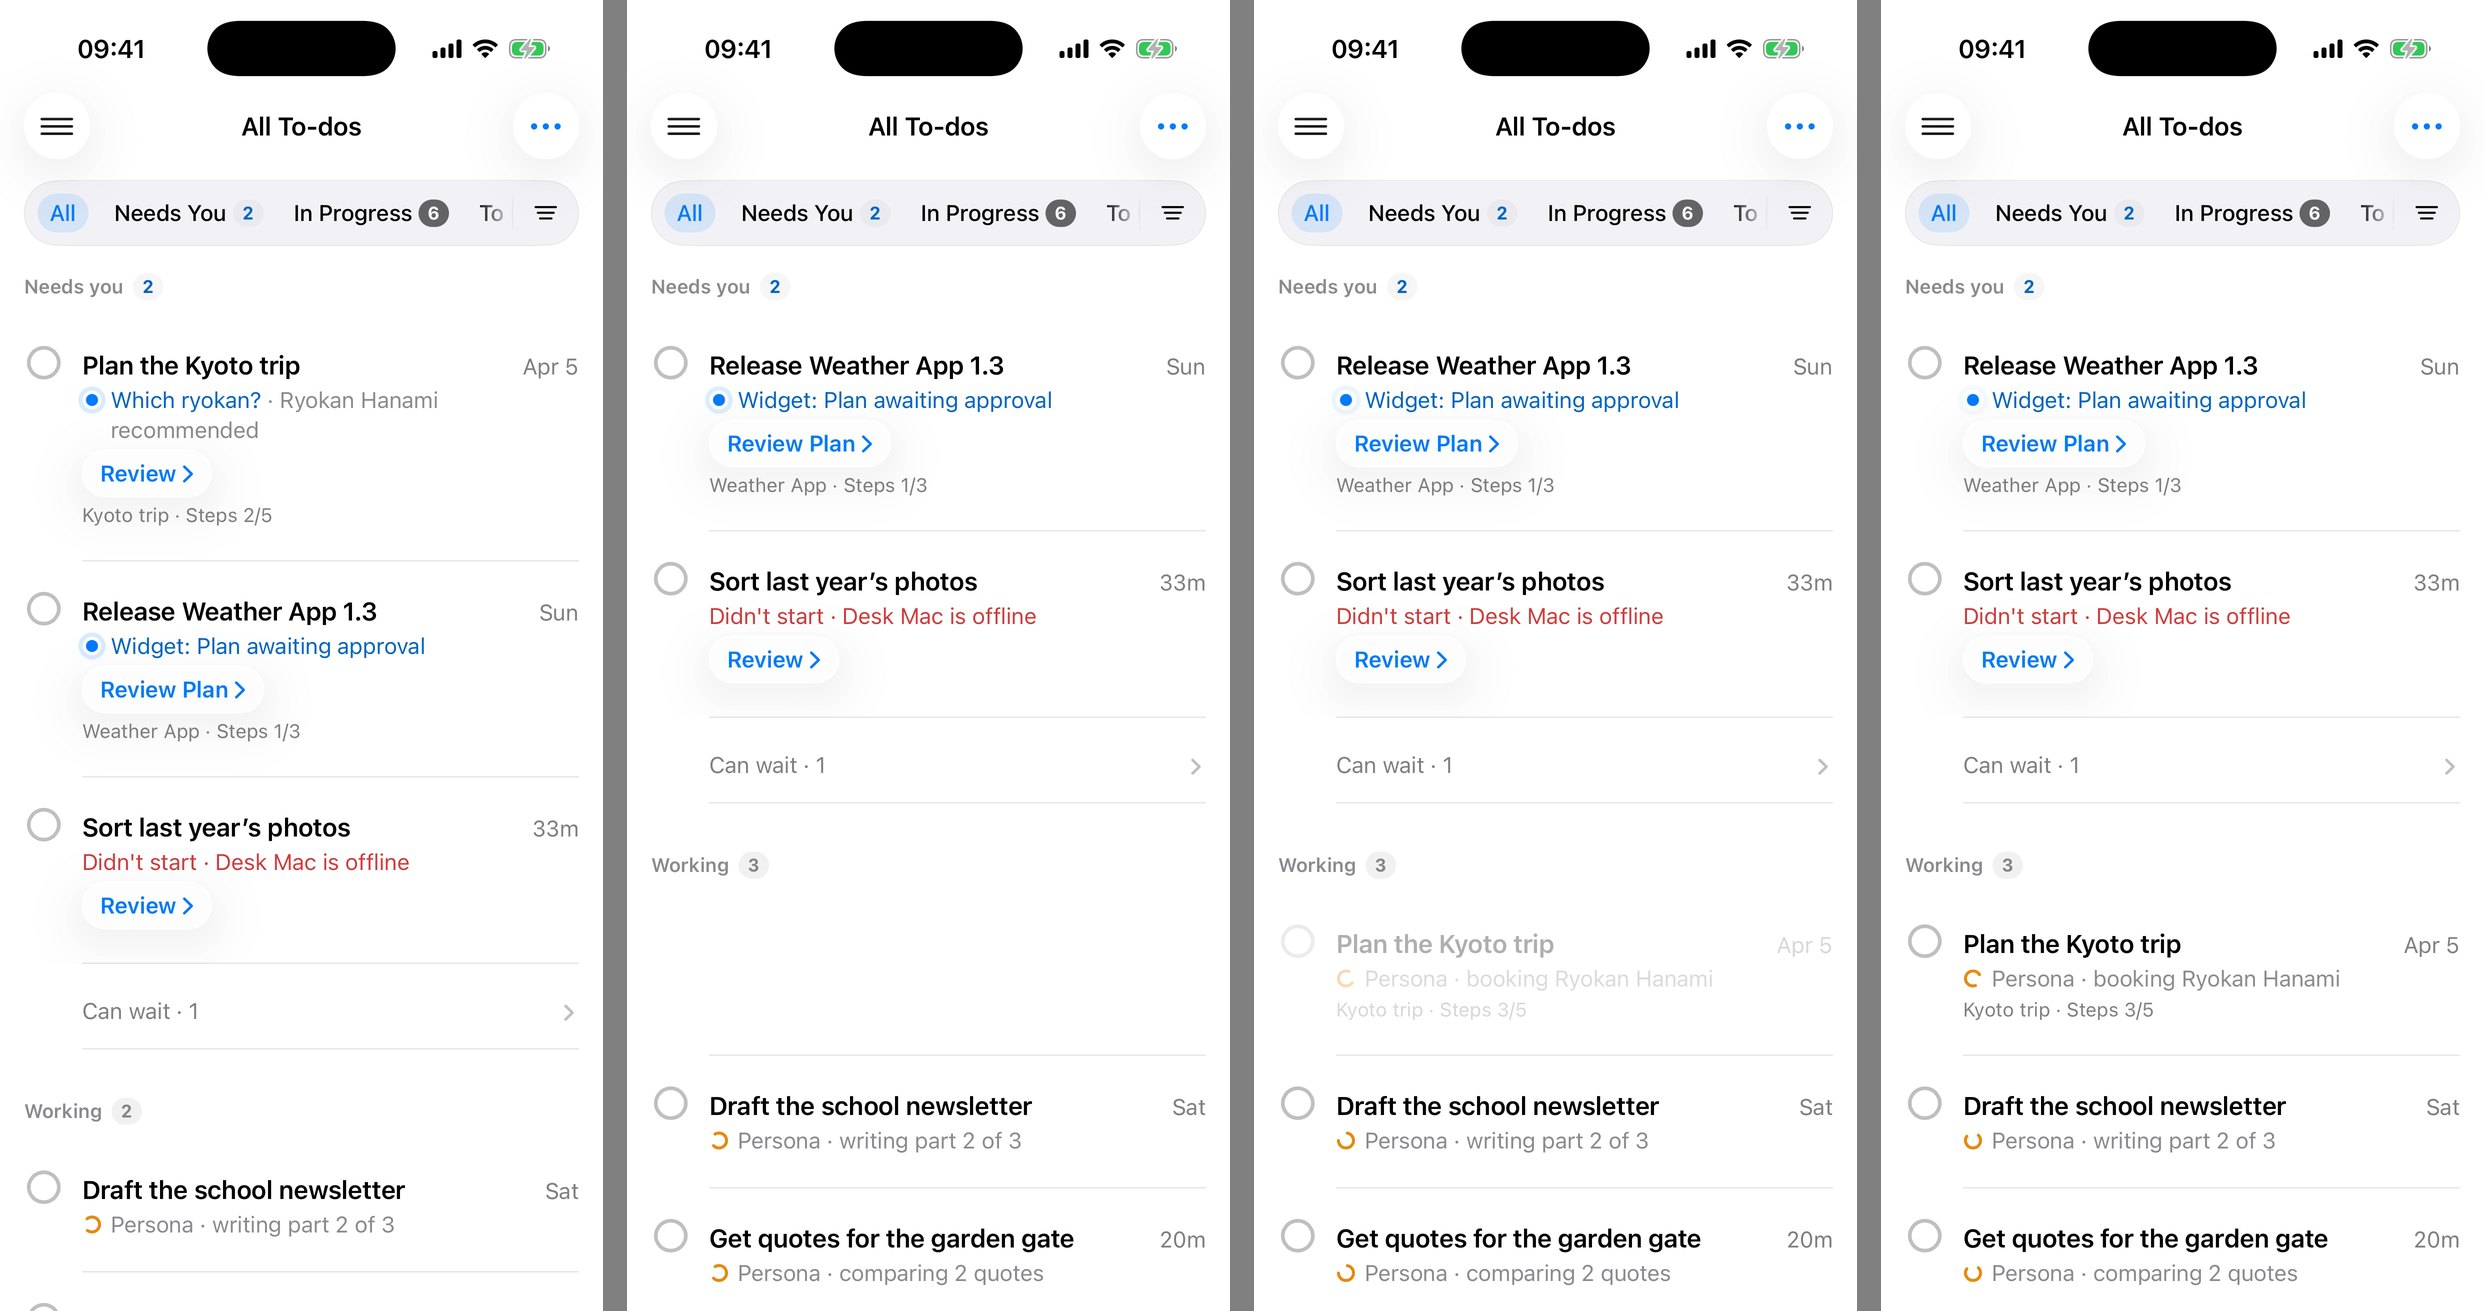 09:41
All To-dos
All Needs You 2 In Progress 6 To
Needs you 2
Plan the Kyoto trip Apr 5
Which ryokan? · Ryokan Hanami
recommended
Review
Kyoto trip · Steps 2/5
Release Weather App 1.3 Sun
Widget: Plan awaiting approval
Review Plan
Weather App · Steps 1/3
Sort last year’s photos 33m
Didn't start · Desk Mac is offline
Review
Can wait · 1
Working 2
Draft the school newsletter Sat
Persona · writing part 2 of 3
09:41
All To-dos
All Needs You 2 In Progress 6 To
Needs you 2
Release Weather App 1.3 Sun
Widget: Plan awaiting approval
Review Plan
Weather App · Steps 1/3
Sort last year’s photos 33m
Didn't start · Desk Mac is offline
Review
Can wait · 1
Working 3
Draft the school newsletter Sat
Persona · writing part 2 of 3
Get quotes for the garden gate 20m
Persona · comparing 2 quotes
09:41
All To-dos
All Needs You 2 In Progress 6 To
Needs you 2
Release Weather App 1.3 Sun
Widget: Plan awaiting approval
Review Plan
Weather App · Steps 1/3
Sort last year’s photos 33m
Didn't start · Desk Mac is offline
Review
Can wait · 1
Working 3
Plan the Kyoto trip Apr 5
Persona · booking Ryokan Hanami
Kyoto trip · Steps 3/5
Draft the school newsletter Sat
Persona · writing part 2 of 3
Get quotes for the garden gate 20m
Persona · comparing 2 quotes
09:41
All To-dos
All Needs You 2 In Progress 6 To
Needs you 2
Release Weather App 1.3 Sun
Widget: Plan awaiting approval
Review Plan
Weather App · Steps 1/3
Sort last year’s photos 33m
Didn't start · Desk Mac is offline
Review
Can wait · 1
Working 3
Plan the Kyoto trip Apr 5
Persona · booking Ryokan Hanami
Kyoto trip · Steps 3/5
Draft the school newsletter Sat
Persona · writing part 2 of 3
Get quotes for the garden gate 20m
Persona · comparing 2 quotes